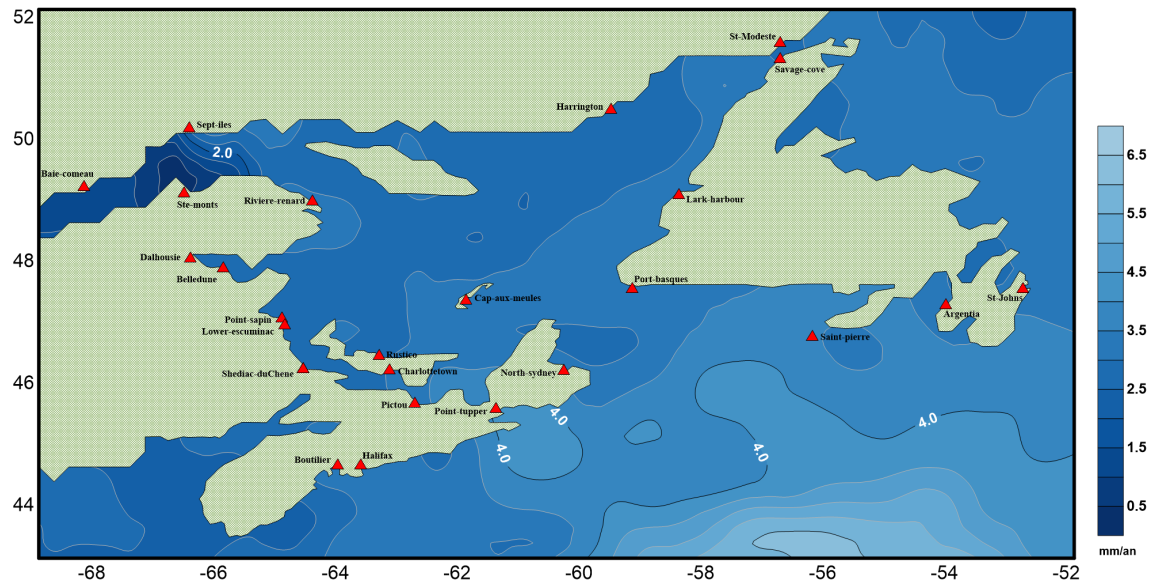 52
St-Modeste
Savage-cove
Harrington
50
Sept-iles
2.0
6.5
Baie-comeau
Ste-monts
Riviere-renard
Lark-harbour
5.5
48
Dalhousie
Belledune
Port-basques
4.5
Cap-aux-meules
St-Johns
Argentia
Point-sapin
Lower-escuminac
Saint-pierre
3.5
46
Rustico
Shediac-duChene
Charlottetown
North-sydney
2.5
Pictou
Point-tupper
4.0
4.0
4.0
4.0
1.5
Boutilier
Halifax
44
0.5
mm/an
-68
-66
-64
-62
-60
-58
-56
-54
-52